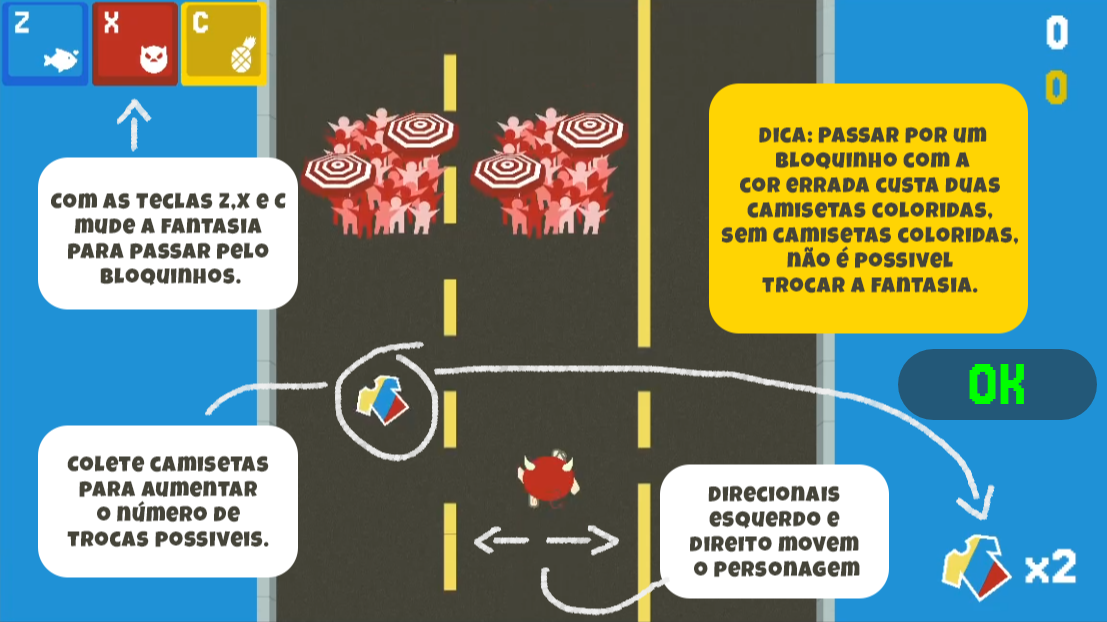 Z
X
C
0
0
COM AS TECLAS Z,X E C
MUDE A FANTASIA
PARA PASSAR PELO
BLOQUINHOS.
DICA: PASSAR POR UM
BLOQUINHO COM A
COR ERRADA CUSTA DUAS
CAMISETAS COLORIDAS,
SEM CAMISETAS COLORIDAS,
NÃO É POSSIVEL
TROCAR A FANTASIA.
OK
COLETE CAMISETAS
PARA AUMENTAR
O NÚMERO DE
TROCAS POSSIVEIS.
DIRECIONAIS
ESQUERDO E
DIREITO MOVEM
O PERSONAGEM
x2